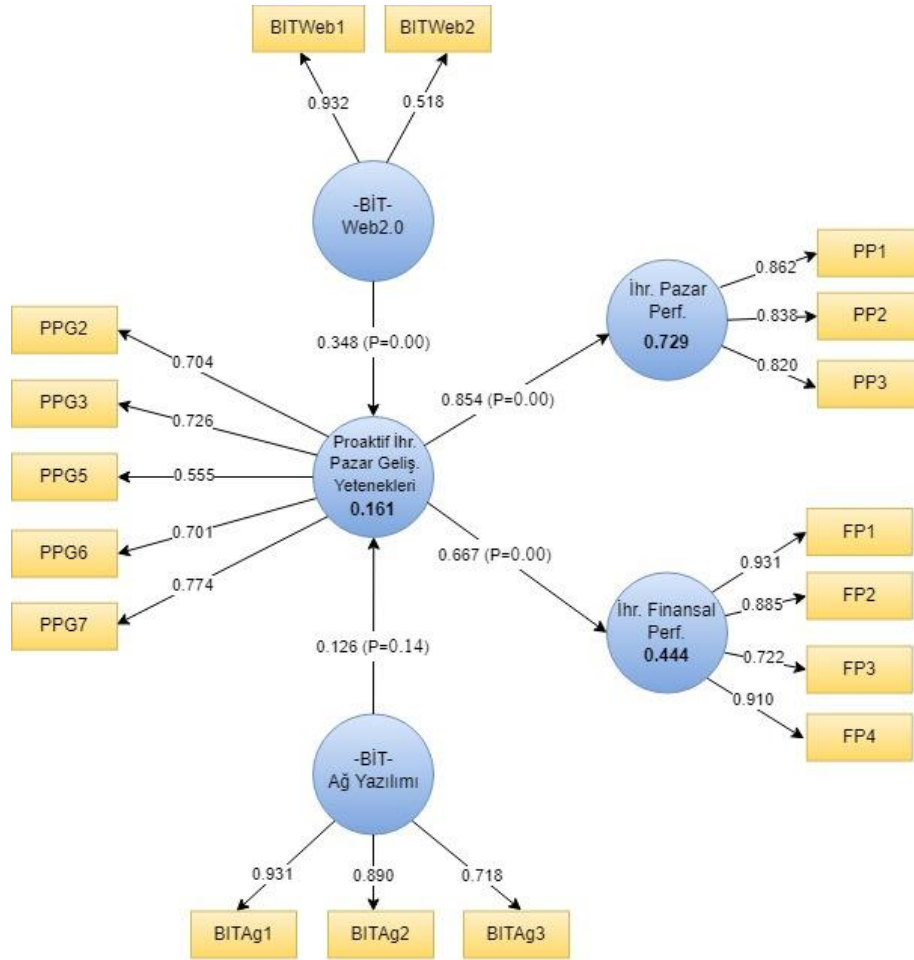 BITWeb1
BITWeb2
0.932
0.518
-BİT-
Web2.0
0.348 (P=0.00)
PPG2
PPG3
PPG5
PPG6
PPG7
0.704
0.726
0.555
0.701
0.774
Proaktif İhr.
Pazar Geliş.
Yetenekleri
0.161
0.854 (P=0.00)
0.667 (P=0.00)
İhr. Pazar
Perf.
0.729
0.862
0.838
0.820
PP1
PP2
PP3
İhr. Finansal
Perf.
0.444
0.931
0.885
0.722
0.910
FP1
FP2
FP3
FP4
0.126 (P=0.14)
-BİT-
Ağ Yazılımı
0.931
0.890
0.718
BITAg1
BITAg2
BITAg3